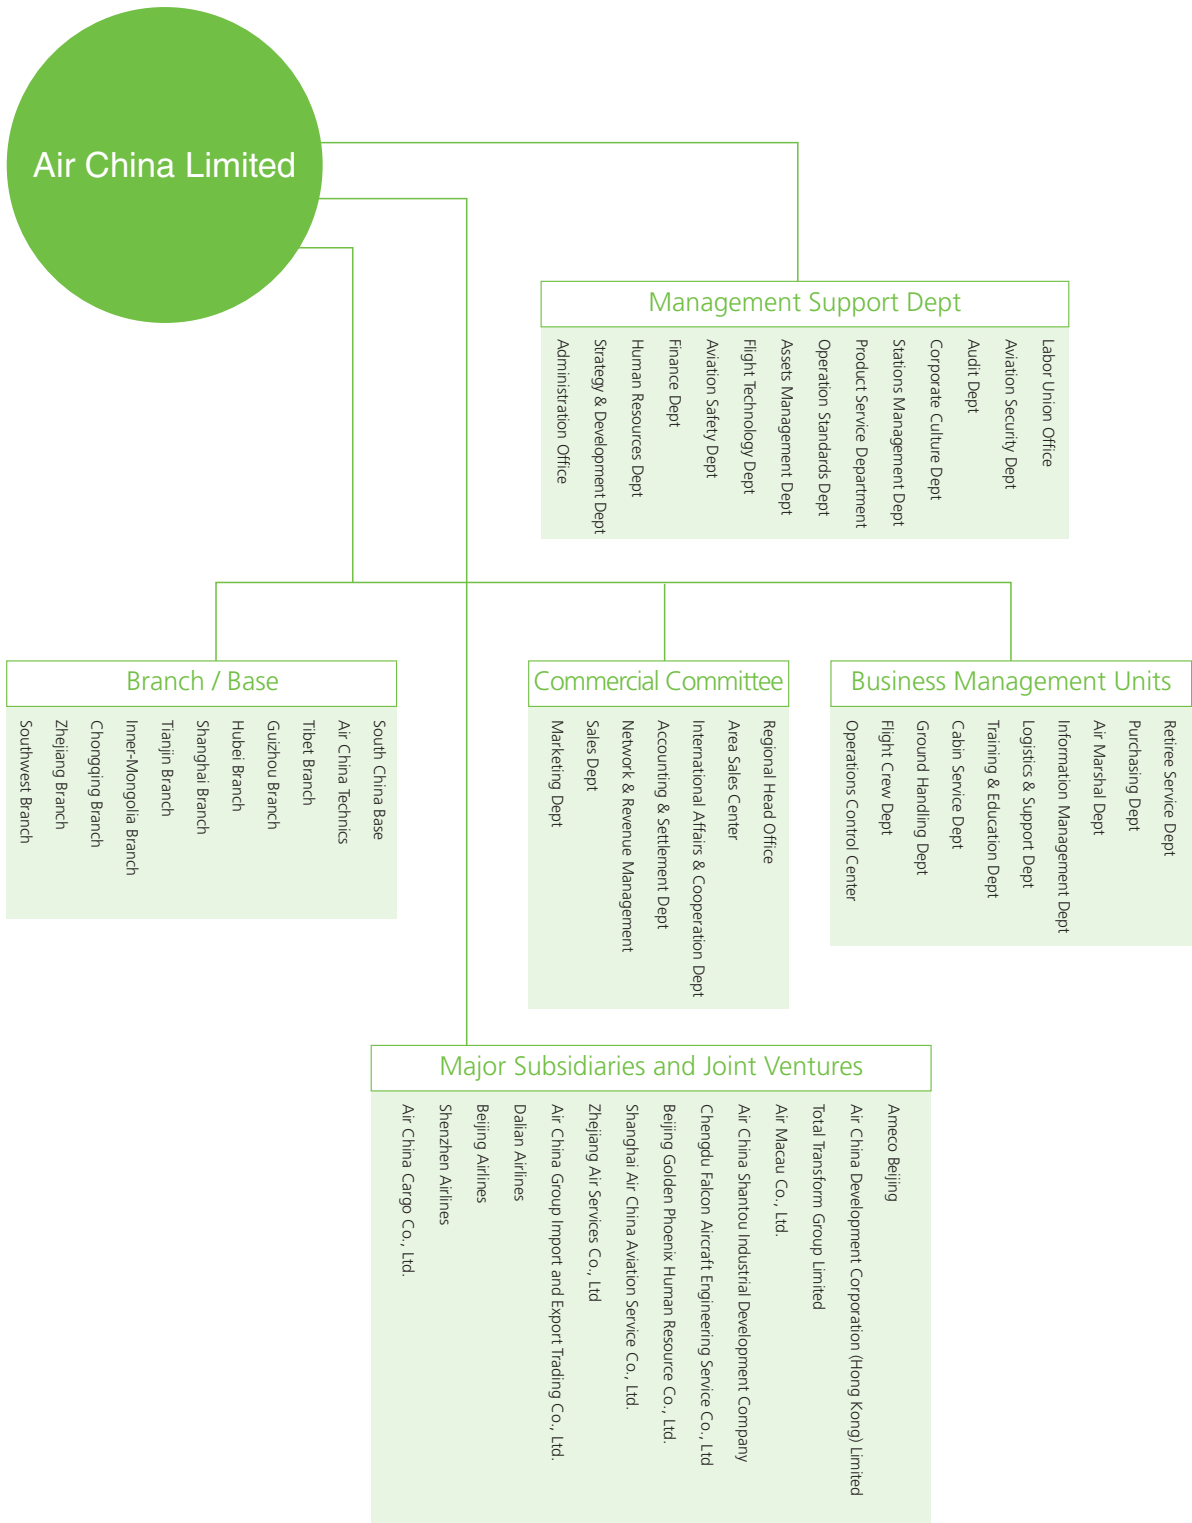 Air China Limited
Management Support Dept
Administration Office
Strategy & Development Dept
Human Resources Dept
Finance Dept
Aviation Safety Dept
Flight Technology Dept
Assets Management Dept
Operation Standards Dept
Product Service Department
Stations Management Dept
Corporate Culture Dept
Audit Dept
Aviation Security Dept
Labor Union Office
Branch / Base
Southwest Branch
Zhejiang Branch
Chongqing Branch
Inner-Mongolia Branch
Tianjin Branch
Shanghai Branch
Hubei Branch
Guizhou Branch
Tibet Branch
Air China Technics
South China Base
Commercial Committee
Marketing Dept
Sales Dept
Network & Revenue Management
Accounting & Settlement Dept
International Affairs & Cooperation Dept
Area Sales Center
Regional Head Office
Business Management Units
Operations Control Center
Flight Crew Dept
Ground Handling Dept
Cabin Service Dept
Training & Education Dept
Logistics & Support Dept
Information Management Dept
Air Marshal Dept
Purchasing Dept
Retiree Service Dept
Major Subsidiaries and Joint Ventures
Air China Cargo Co., Ltd.
Shenzhen Airlines
Beijing Airlines
Dalian Airlines
Air China Group Import and Export Trading Co., Ltd.
Zhejiang Air Services Co., Ltd
Shanghai Air China Aviation Service Co., Ltd.
Beijing Golden Phoenix Human Resource Co., Ltd.
Chengdu Falcon Aircraft Engineering Service Co., Ltd
Air China Shantou Industrial Development Company
Air Macau Co., Ltd.
Total Transform Group Limited
Air China Development Corporation (Hong Kong) Limited
Ameco Beijing